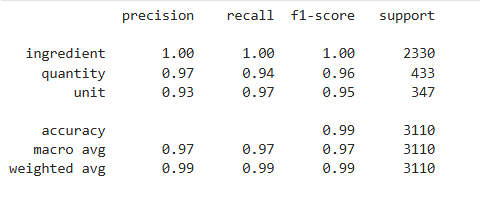 precision recall f1-score support
ingredient 1.00 1.00 1.00 2330
quantity 0.97 0.94 0.96 433
unit 0.93 0.97 0.95 347
accuracy 0.99 3110
macro avg 0.97 0.97 0.97 3110
weighted avg 0.99 0.99 0.99 3110